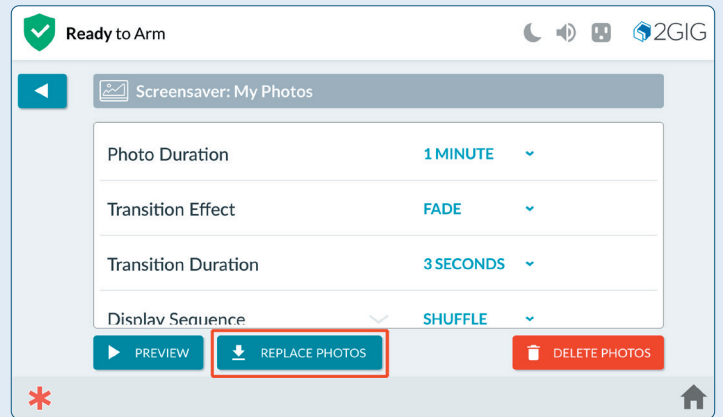 Ready to Arm
2GIG
Screensaver: My Photos
Photo Duration 1 MINUTE
Transition Effect FADE
Transition Duration 3 SECONDS
Display Sequence SHUFFLE
PREVIEW REPLACE PHOTOS DELETE PHOTOS